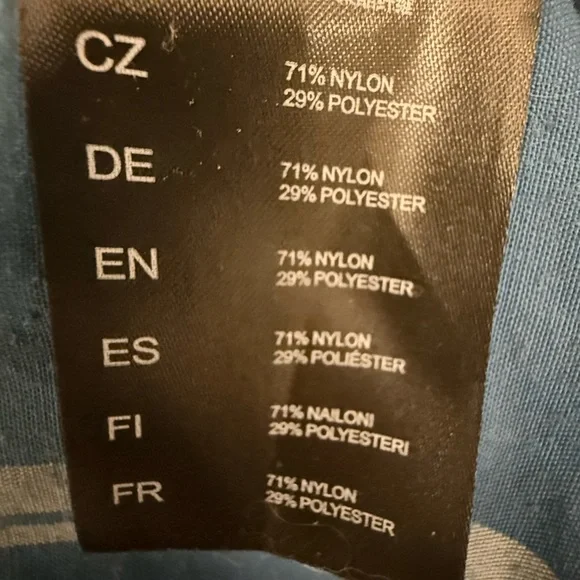 CZ
71% NYLON
29% POLYESTER
DE
71% NYLON
29% POLYESTER
EN
71% NYLON
29% POLYESTER
ES
71% NYLON
29% POLIÉSTER
FI
71% NAILONI
29% POLYESTERI
FR
71% NYLON
29% POLYESTER